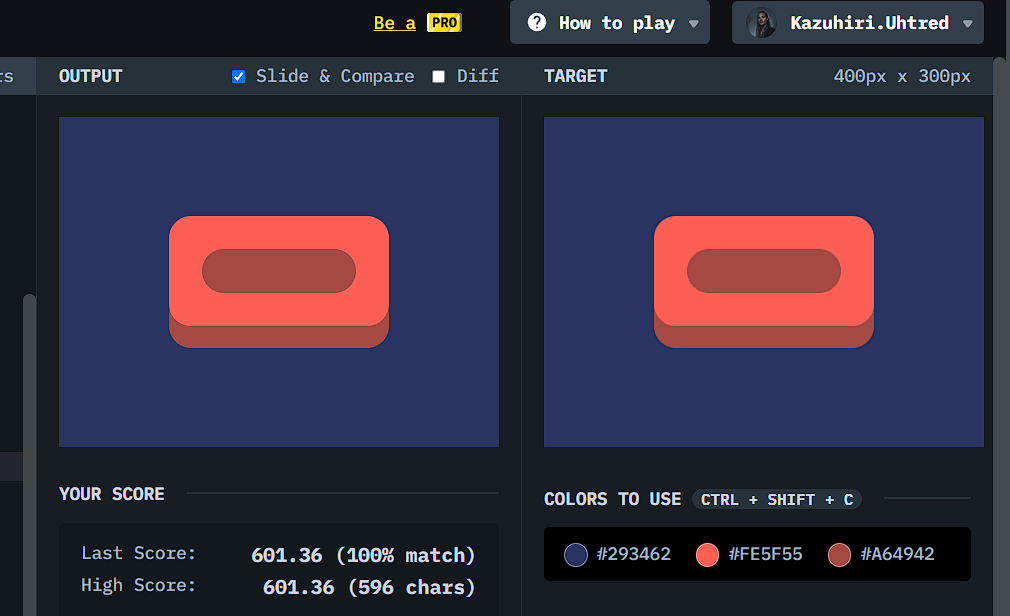 Be a PRO
How to play
Kazuhiri.Uhtred
rs
OUTPUT
Slide & Compare
Diff
TARGET
400px x 300px
YOUR SCORE
Last Score: 601.36 (100% match)
High Score: 601.36 (596 chars)
COLORS TO USE CTRL + SHIFT + C
#293462
#FE5F55
#A64942